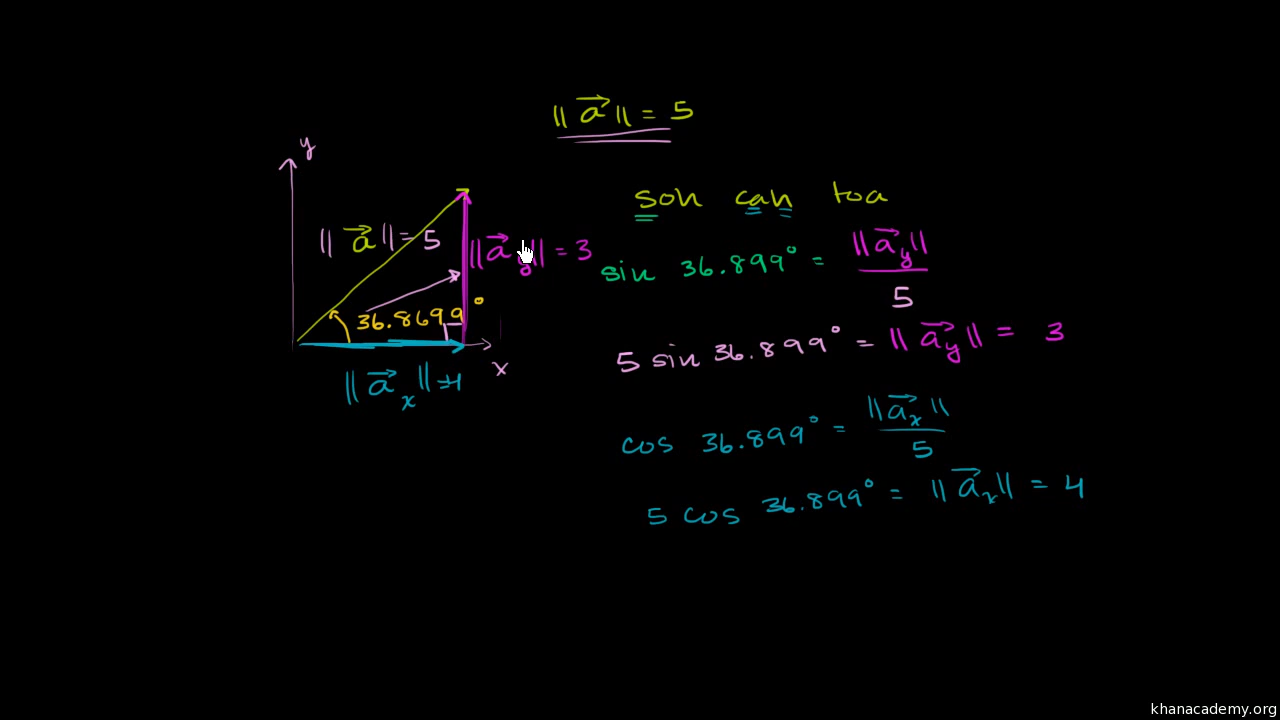 ‖a⃗‖ = 5
y
soh cah toa
‖a⃗‖ = 5
‖a⃗y‖ = 3
sin 36.899° = ‖a⃗y‖ / 5
36.8699°
x
5 sin 36.899° = ‖a⃗y‖ = 3
‖a⃗x‖ = 4
cos 36.899° = ‖a⃗x‖ / 5
5 cos 36.899° = ‖a⃗x‖ = 4
khanacademy.org